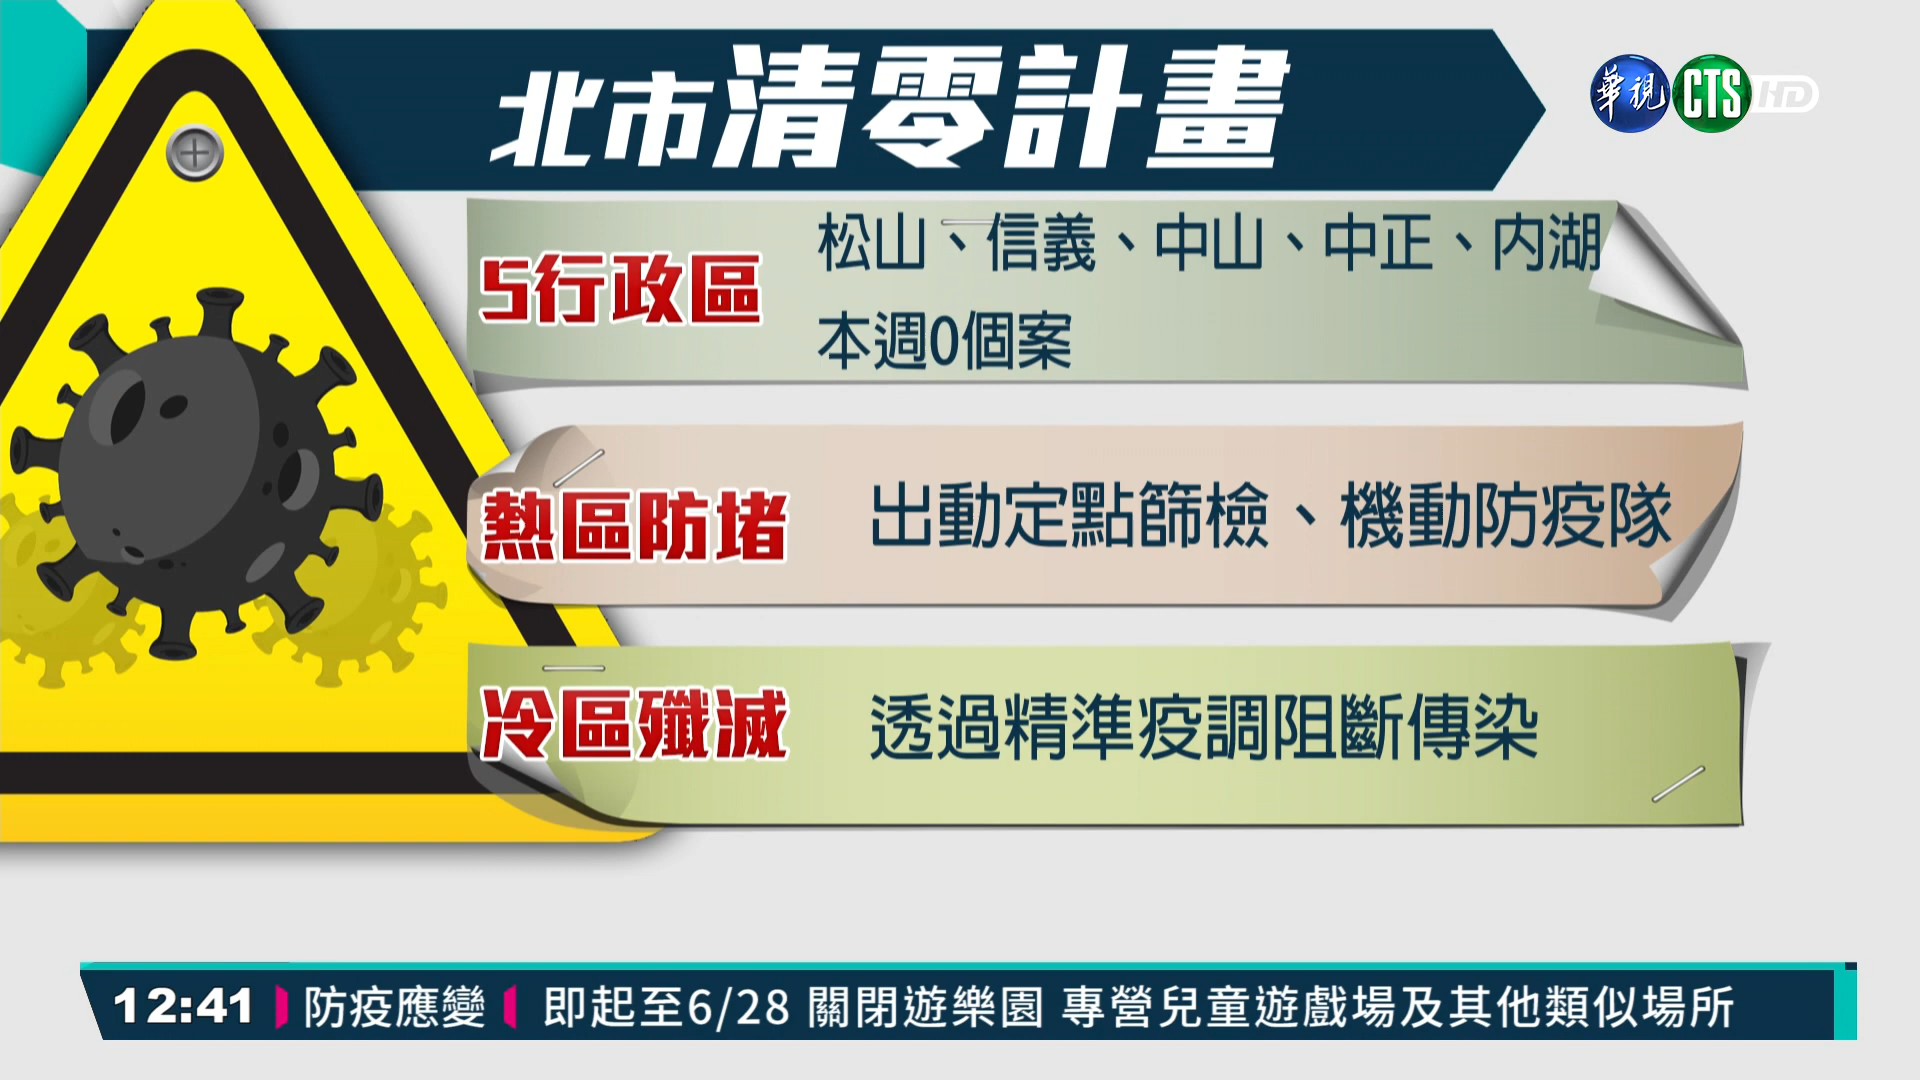 北市清零計畫
華視 CTS HD
5行政區
松山、信義、中山、中正、內湖
本週0個案
熱區防堵
出動定點篩檢、機動防疫隊
冷區殲滅
透過精準疫調阻斷傳染
12:41 防疫應變 即起至6/28 關閉遊樂園 專營兒童遊戲場及其他類似場所